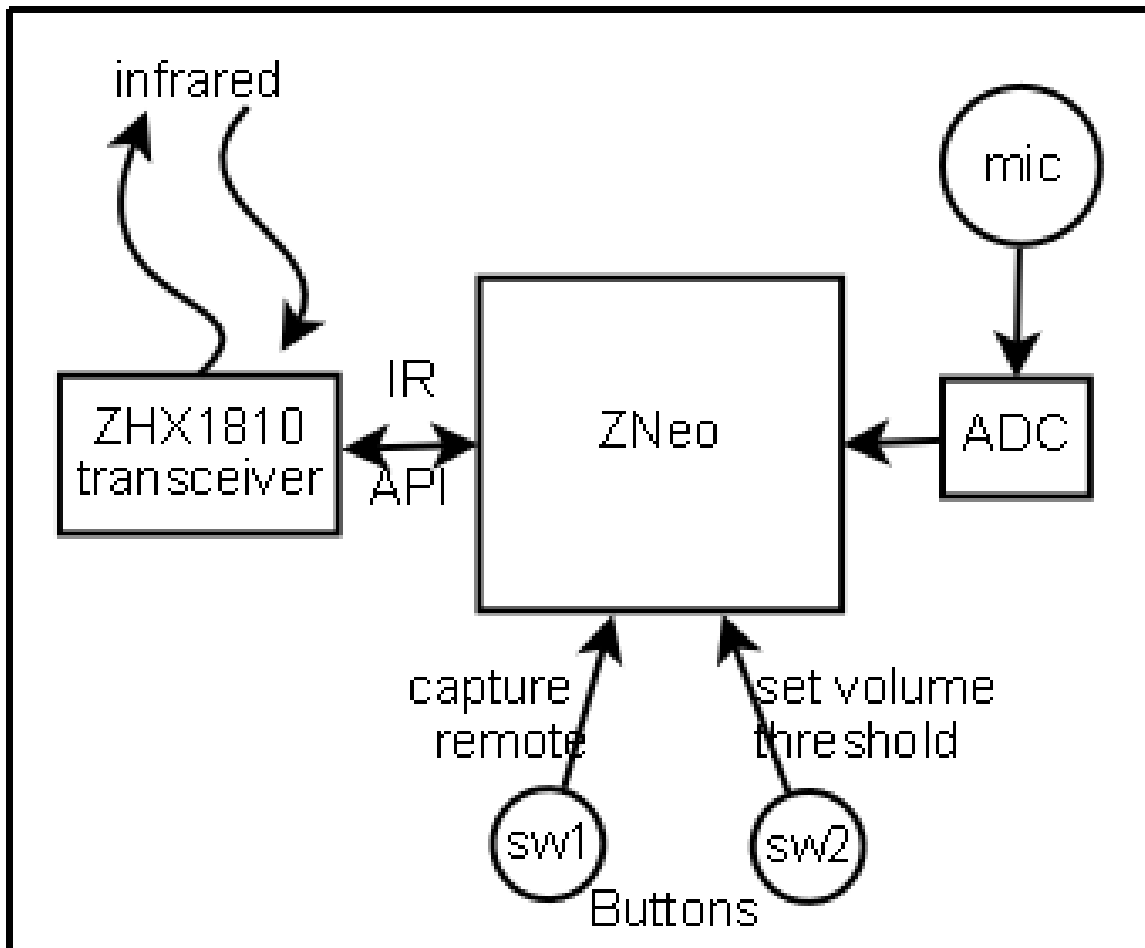 infrared
mic
IR
API
ZHX1810
transceiver
ZNeo
ADC
capture
remote
set volume
threshold
sw1
sw2
Buttons